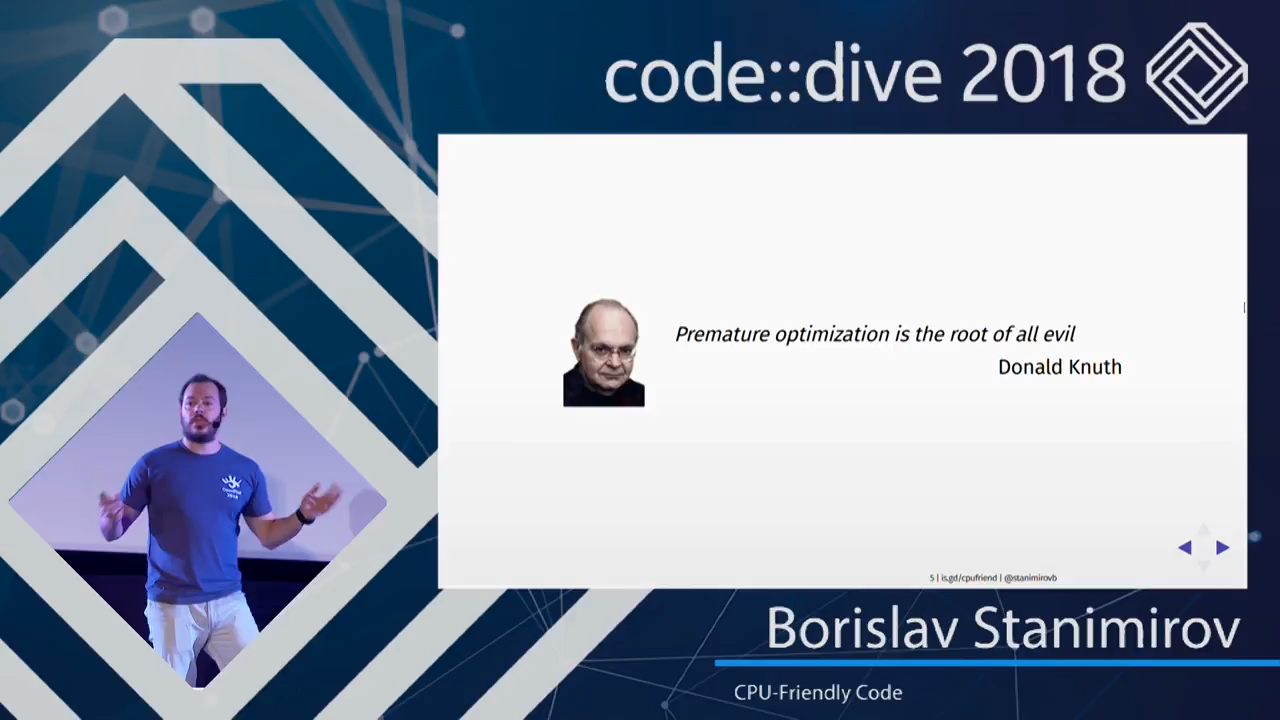 code::dive 2018
Premature optimization is the root of all evil
Donald Knuth
5 | is.gd/cpufriend | @stanimirovb
Borislav Stanimirov
CPU-Friendly Code